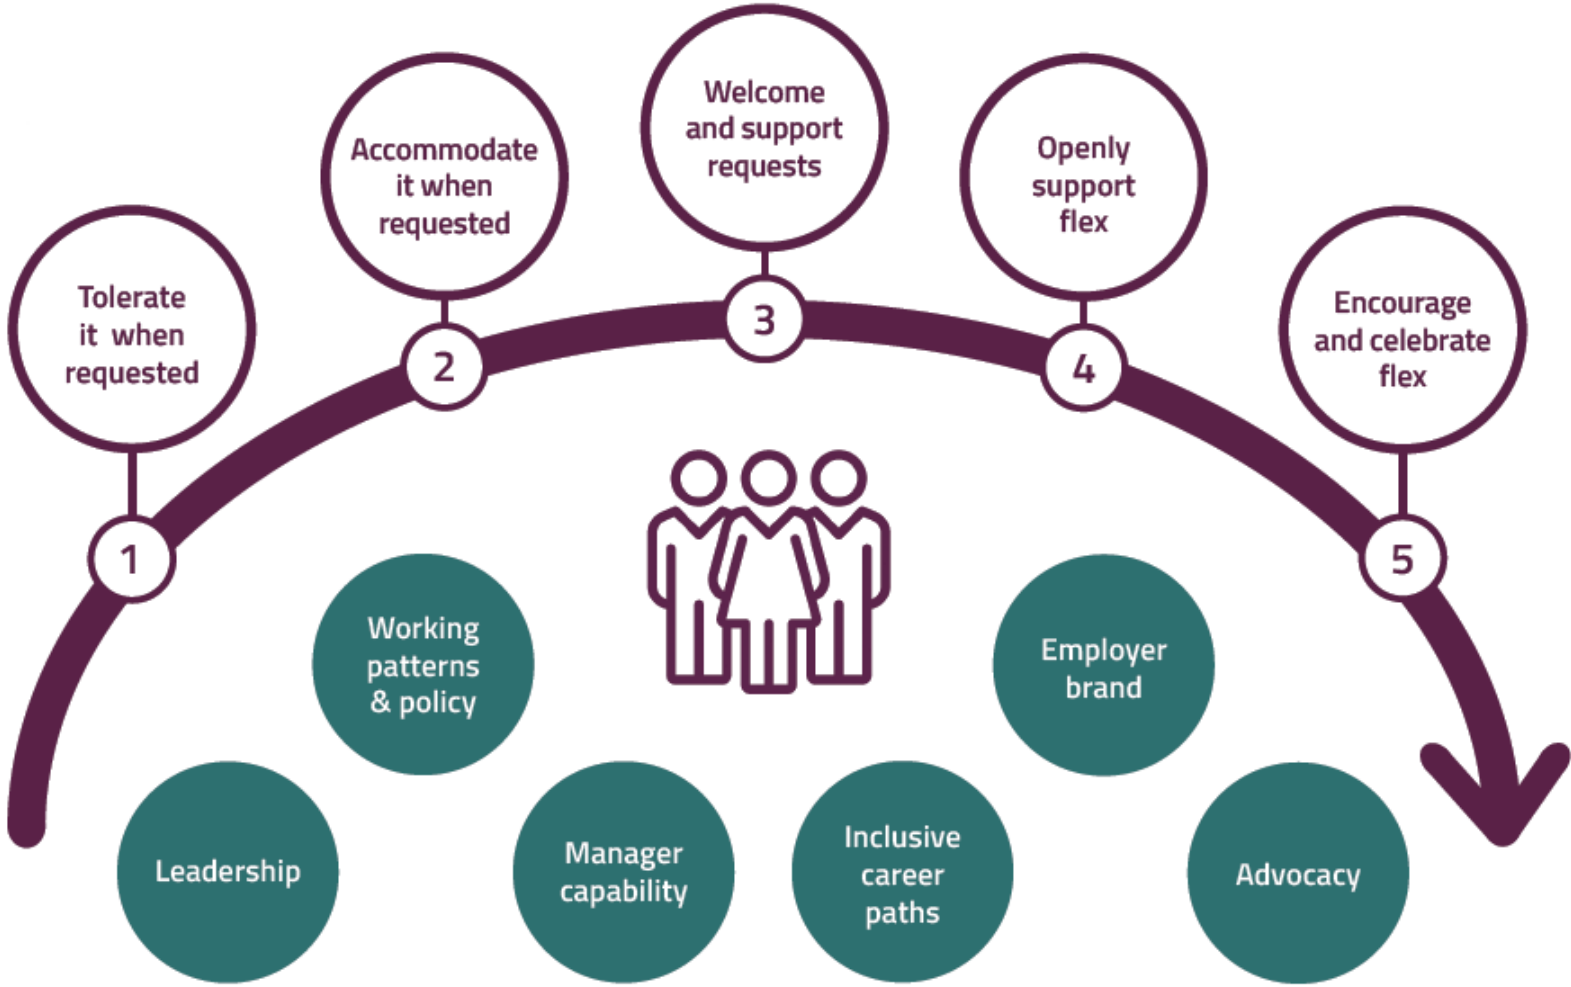 Tolerate
it when
requested
1
Accommodate
it when
requested
2
Welcome
and support
requests
3
Openly
support
flex
4
Encourage
and celebrate
flex
5
Leadership
Working
patterns
& policy
Manager
capability
Inclusive
career
paths
Employer
brand
Advocacy